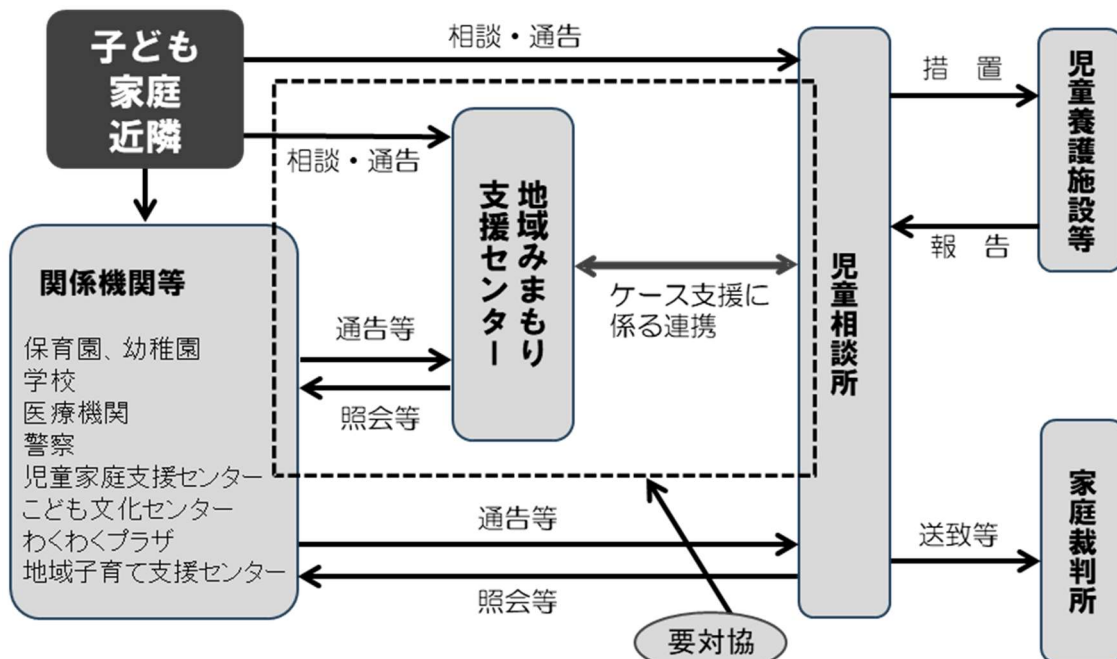 子ども
家庭
近隣
相談・通告
相談・通告
関係機関等
保育園、幼稚園
学校
医療機関
警察
児童家庭支援センター
こども文化センター
わくわくプラザ
地域子育て支援センター
通告等
照会等
地域みまもり
支援センター
ケース支援に
係る連携
通告等
照会等
要対協
児童相談所
措　置
報　告
児童養護施設等
送致等
家庭裁判所